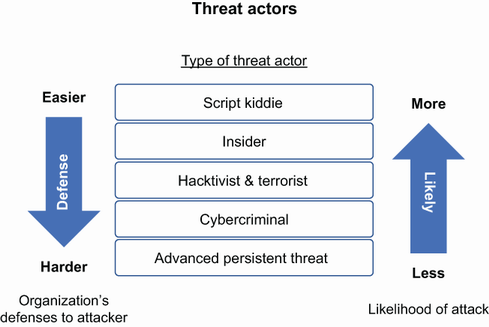 Threat actors
Type of threat actor
Easier
Defense
Harder
Organization's
defenses to attacker
Script kiddie
Insider
Hacktivist & terrorist
Cybercriminal
Advanced persistent threat
More
Likely
Less
Likelihood of attack